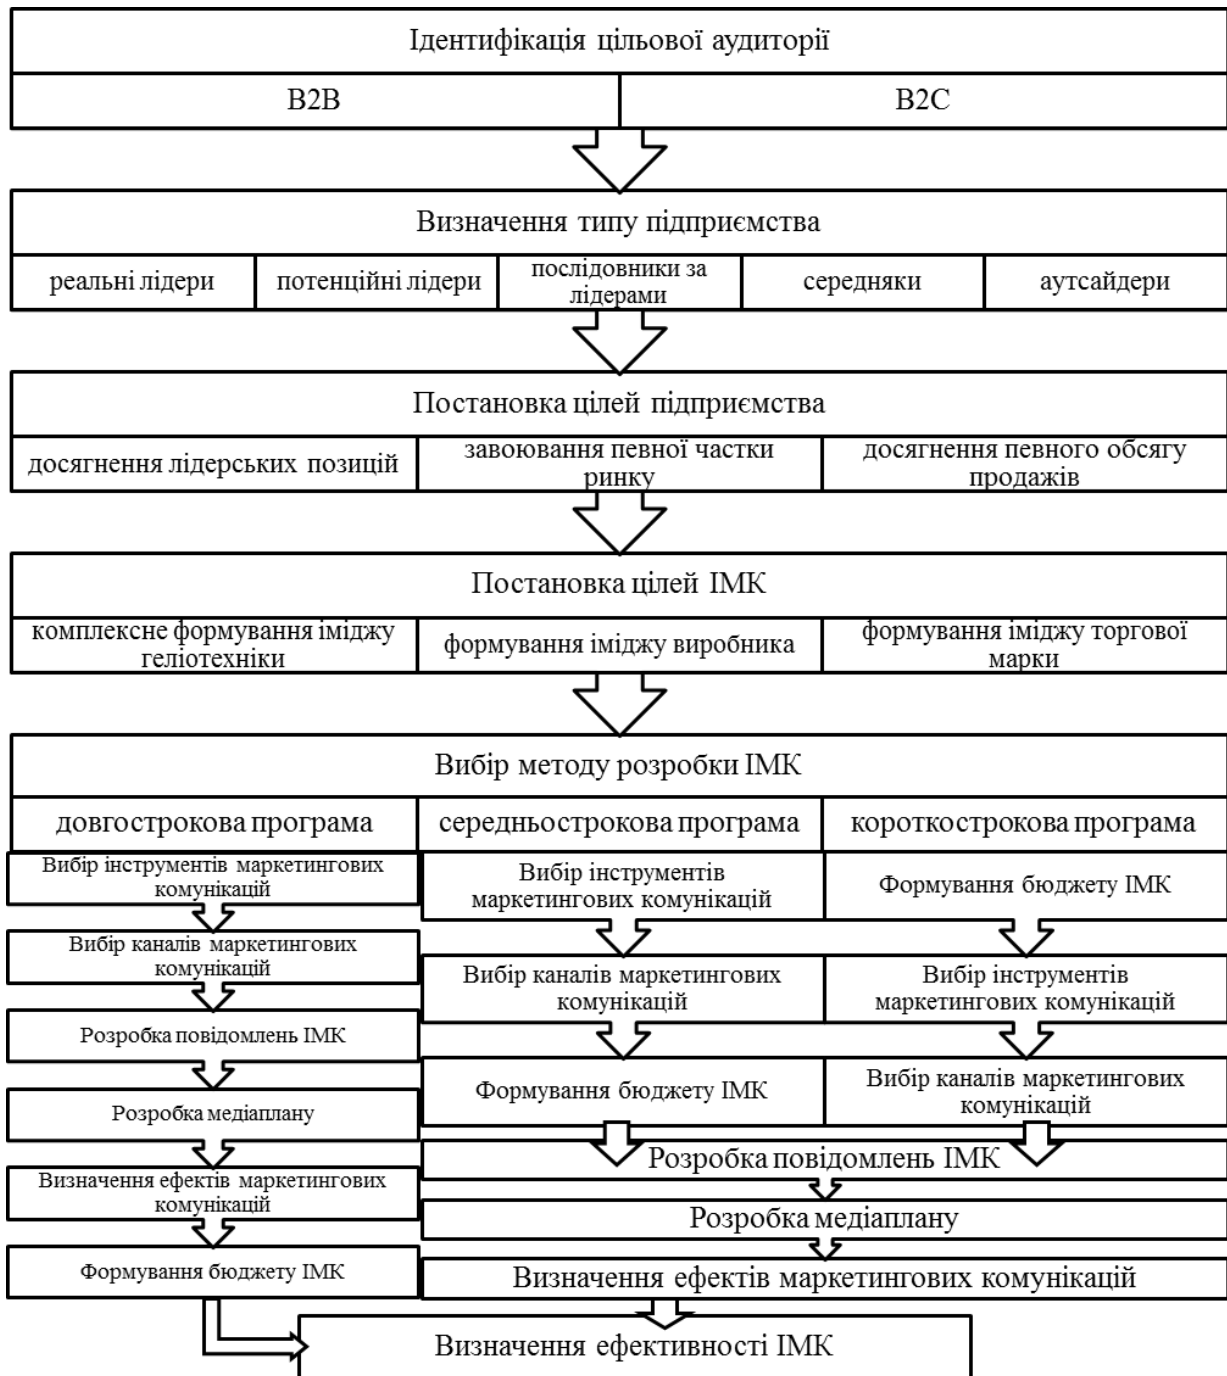 Ідентифікація цільової аудиторії
B2B
B2C
Визначення типу підприємства
реальні лідери
потенційні лідери
послідовники за
лідерами
середняки
аутсайдери
Постановка цілей підприємства
досягнення лідерських позицій
завоювання певної частки
ринку
досягнення певного обсягу
продажів
Постановка цілей ІМК
комплексне формування іміджу
геліотехніки
формування іміджу виробника
формування іміджу торгової
марки
Вибір методу розробки ІМК
довгострокова програма
середньострокова програма
короткострокова програма
Вибір інструментів маркетингових
комунікацій
Вибір каналів маркетингових
комунікацій
Розробка повідомлень ІМК
Розробка медіаплану
Визначення ефектів маркетингових
комунікацій
Формування бюджету ІМК
Вибір інструментів
маркетингових комунікацій
Вибір каналів маркетингових
комунікацій
Формування бюджету ІМК
Формування бюджету ІМК
Вибір інструментів
маркетингових комунікацій
Вибір каналів маркетингових
комунікацій
Розробка повідомлень ІМК
Розробка медіаплану
Визначення ефектів маркетингових комунікацій
Визначення ефективності ІМК